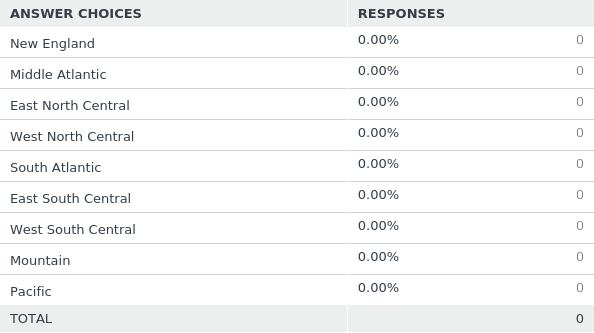 ANSWER CHOICES RESPONSES
New England 0.00% 0
Middle Atlantic 0.00% 0
East North Central 0.00% 0
West North Central 0.00% 0
South Atlantic 0.00% 0
East South Central 0.00% 0
West South Central 0.00% 0
Mountain 0.00% 0
Pacific 0.00% 0
TOTAL 0